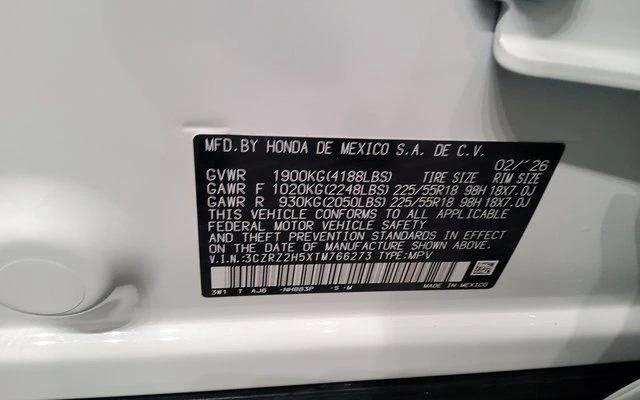 MFD.BY HONDA DE MEXICO S.A. DE C.V.
02/'26
GVWR 1900KG(4188LBS) TIRE SIZE RIM SIZE
GAWR F 1020KG(2248LBS) 225/55R18 98H 18X7.0J
GAWR R 930KG(2050LBS) 225/55R18 98H 18X7.0J
THIS VEHICLE CONFORMS TO ALL APPLICABLE
FEDERAL MOTOR VEHICLE SAFETY
AND THEFT PREVENTION STANDARDS IN EFFECT
ON THE DATE OF MANUFACTURE SHOWN ABOVE.
V.I.N.:3CZRZ2H5XTM766273 TYPE:MPV
3W1 T AJ6 -NH883P -S -M MADE IN MEXICO